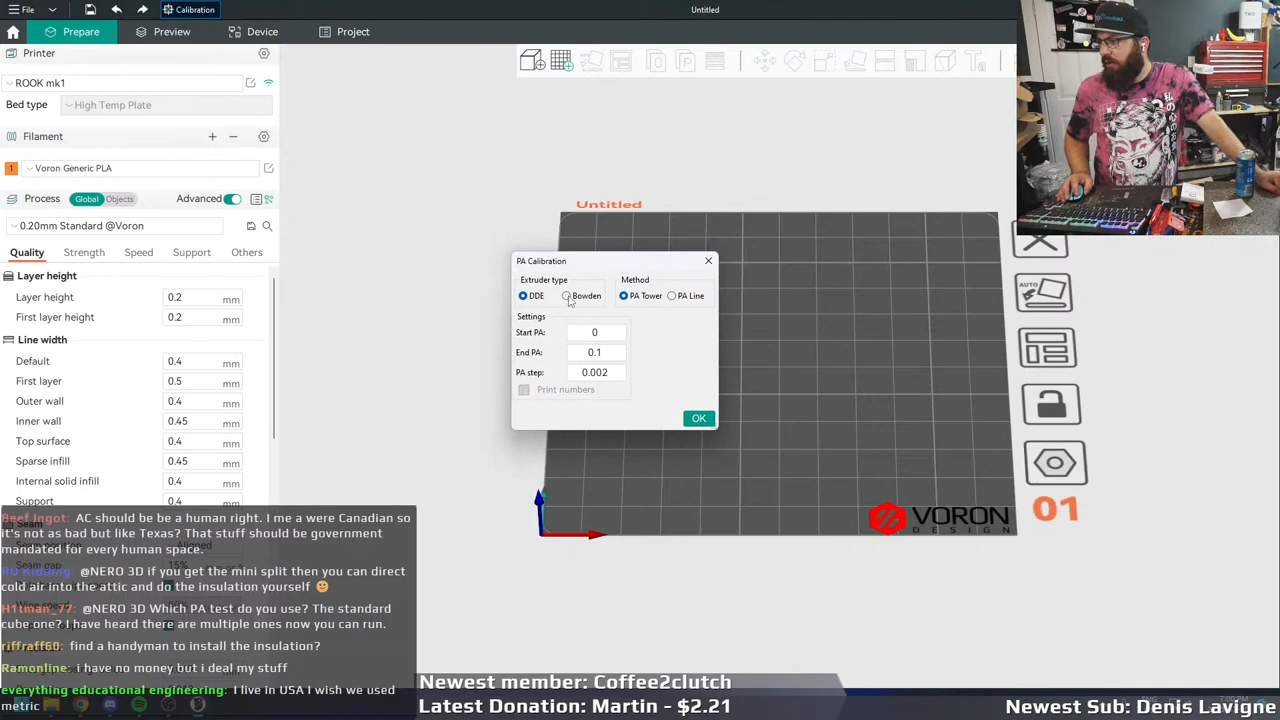 File
Calibration
Untitled
Prepare
Preview
Device
Project
Printer
ROOK mk1
Bed type
High Temp Plate
Filament
1
Voron Generic PLA
Process
Global
Objects
Advanced
0.20mm Standard @Voron
Quality
Strength
Speed
Support
Others
Layer height
Layer height
0.2
mm
First layer height
0.2
mm
Line width
Default
0.4
mm
First layer
0.5
mm
Outer wall
0.4
mm
Inner wall
0.45
mm
Top surface
0.4
mm
Sparse infill
0.45
mm
Internal solid infill
0.4
mm
Support
0.4
Untitled
PA Calibration
Extruder type
DDE
Bowden
Method
PA Tower
PA Line
Settings
Start PA:
0
End PA:
0.1
PA step:
0.002
Print numbers
OK
AUTO
VORON
DESIGN
01
Beef Ingot: AC should be be a human right. I me a were Canadian so
it's not as bad but like Texas? That stuff should be government
mandated for every human space.
@NERO 3D if you get the mini split then you can direct
cold air into the attic and do the insulation yourself
H1tman_77: @NERO 3D Which PA test do you use? The standard
cube one? I have heard there are multiple ones now you can run.
riffraff60: find a handyman to install the insulation?
Ramonline: i have no money but i deal my stuff
everything educational engineering: I live in USA I wish we used
metric
Newest member: Coffee2clutch
Latest Donation: Martin - $2.21
Newest Sub: Denis Lavigne